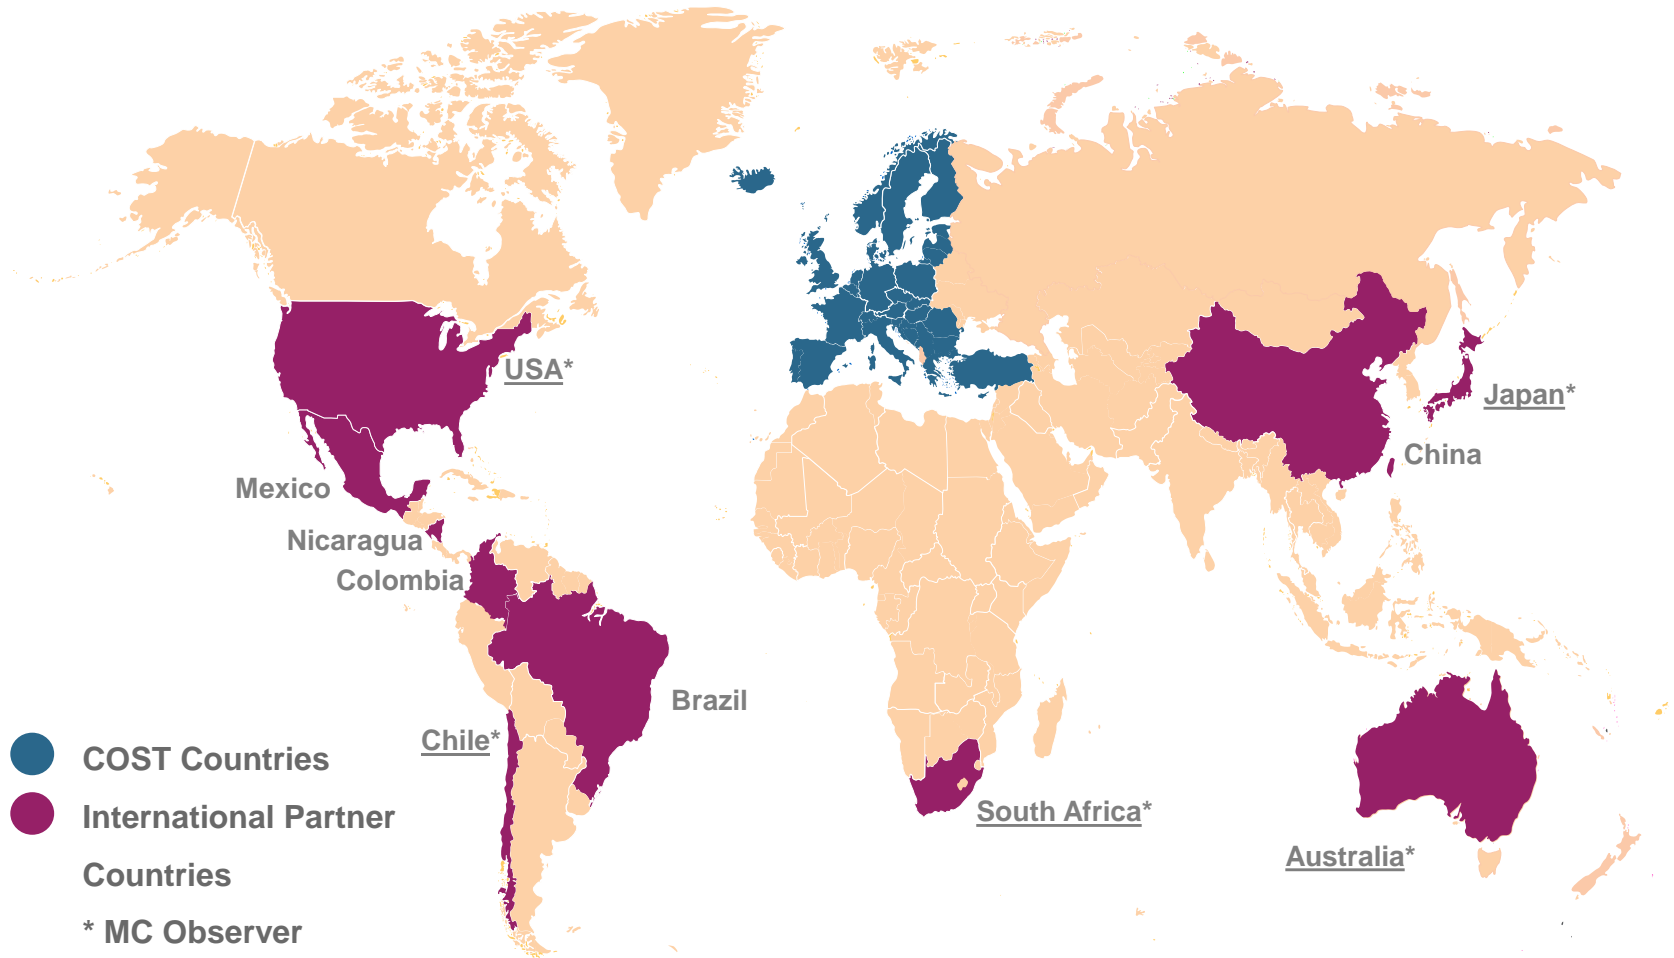 USA*
Japan*
China
Mexico
Nicaragua
Colombia
Brazil
Chile*
South Africa*
Australia*
COST Countries
International Partner
Countries
* MC Observer